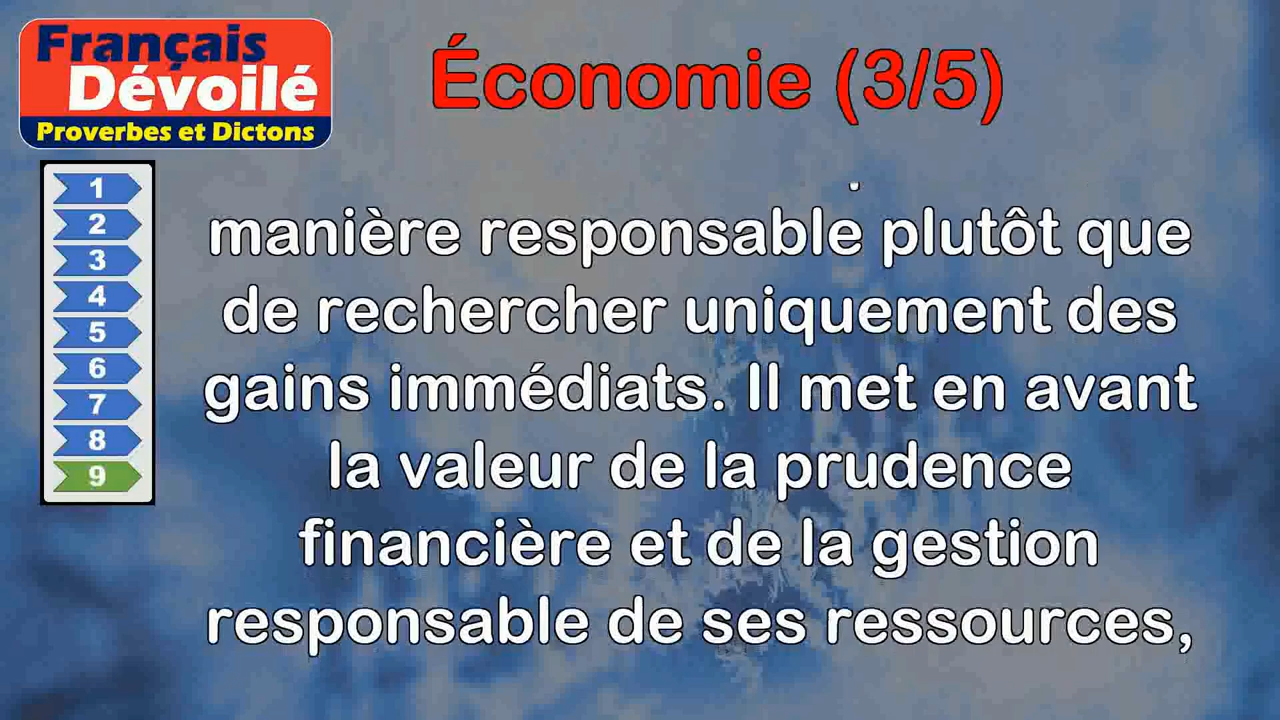 Français
Dévoilé
Proverbes et Dictons
Économie (3/5)
1
2
3
4
5
6
7
8
9
manière responsable plutôt que
de rechercher uniquement des
gains immédiats. Il met en avant
la valeur de la prudence
financière et de la gestion
responsable de ses ressources,